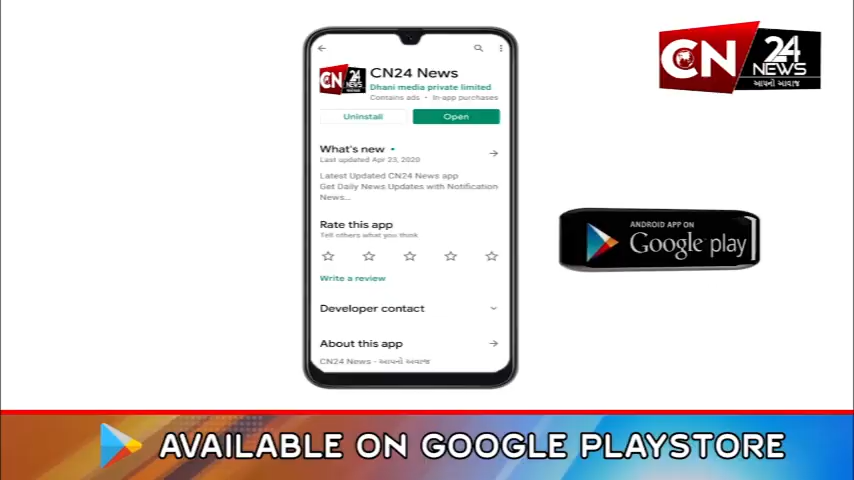 CN24 News
Dhani media private limited
Contains ads • In-app purchases
Uninstall
Open
What's new •
Last updated Apr 23, 2020
Latest Updated CN24 News app
Get Daily News Updates with Notification
News...
Rate this app
Tell others what you think
Write a review
Developer contact
About this app
CN24 News - આપનો અવાજ
CN 24 NEWS
આપનો અવાજ
ANDROID APP ON
Google play
AVAILABLE ON GOOGLE PLAYSTORE